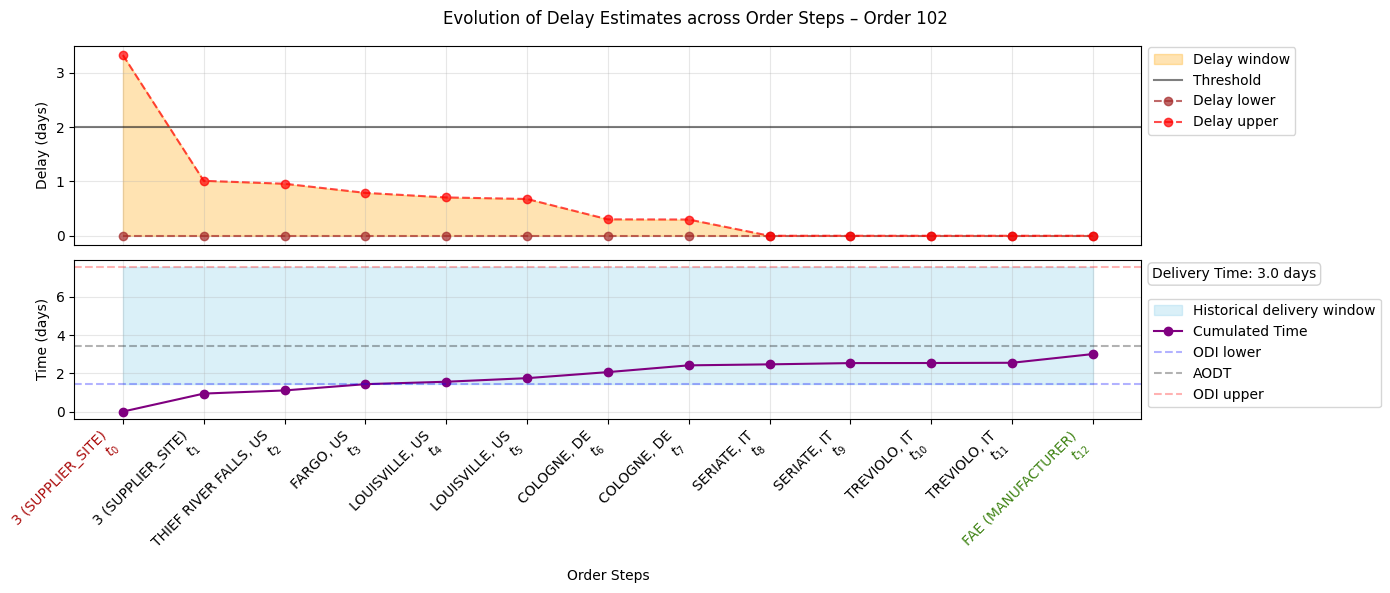 Evolution of Delay Estimates across Order Steps – Order 102
Delay (days)
3
2
1
0
Delay window
Threshold
Delay lower
Delay upper
Time (days)
6
4
2
0
Delivery Time: 3.0 days
Historical delivery window
Cumulated Time
ODI lower
AODT
ODI upper
3 (SUPPLIER_SITE)
t0
3 (SUPPLIER_SITE)
t1
THIEF RIVER FALLS, US
t2
FARGO, US
t3
LOUISVILLE, US
t4
LOUISVILLE, US
t5
COLOGNE, DE
t6
COLOGNE, DE
t7
SERIATE, IT
t8
SERIATE, IT
t9
TREVIOLO, IT
t10
TREVIOLO, IT
t11
FAE (MANUFACTURER)
t12
Order Steps